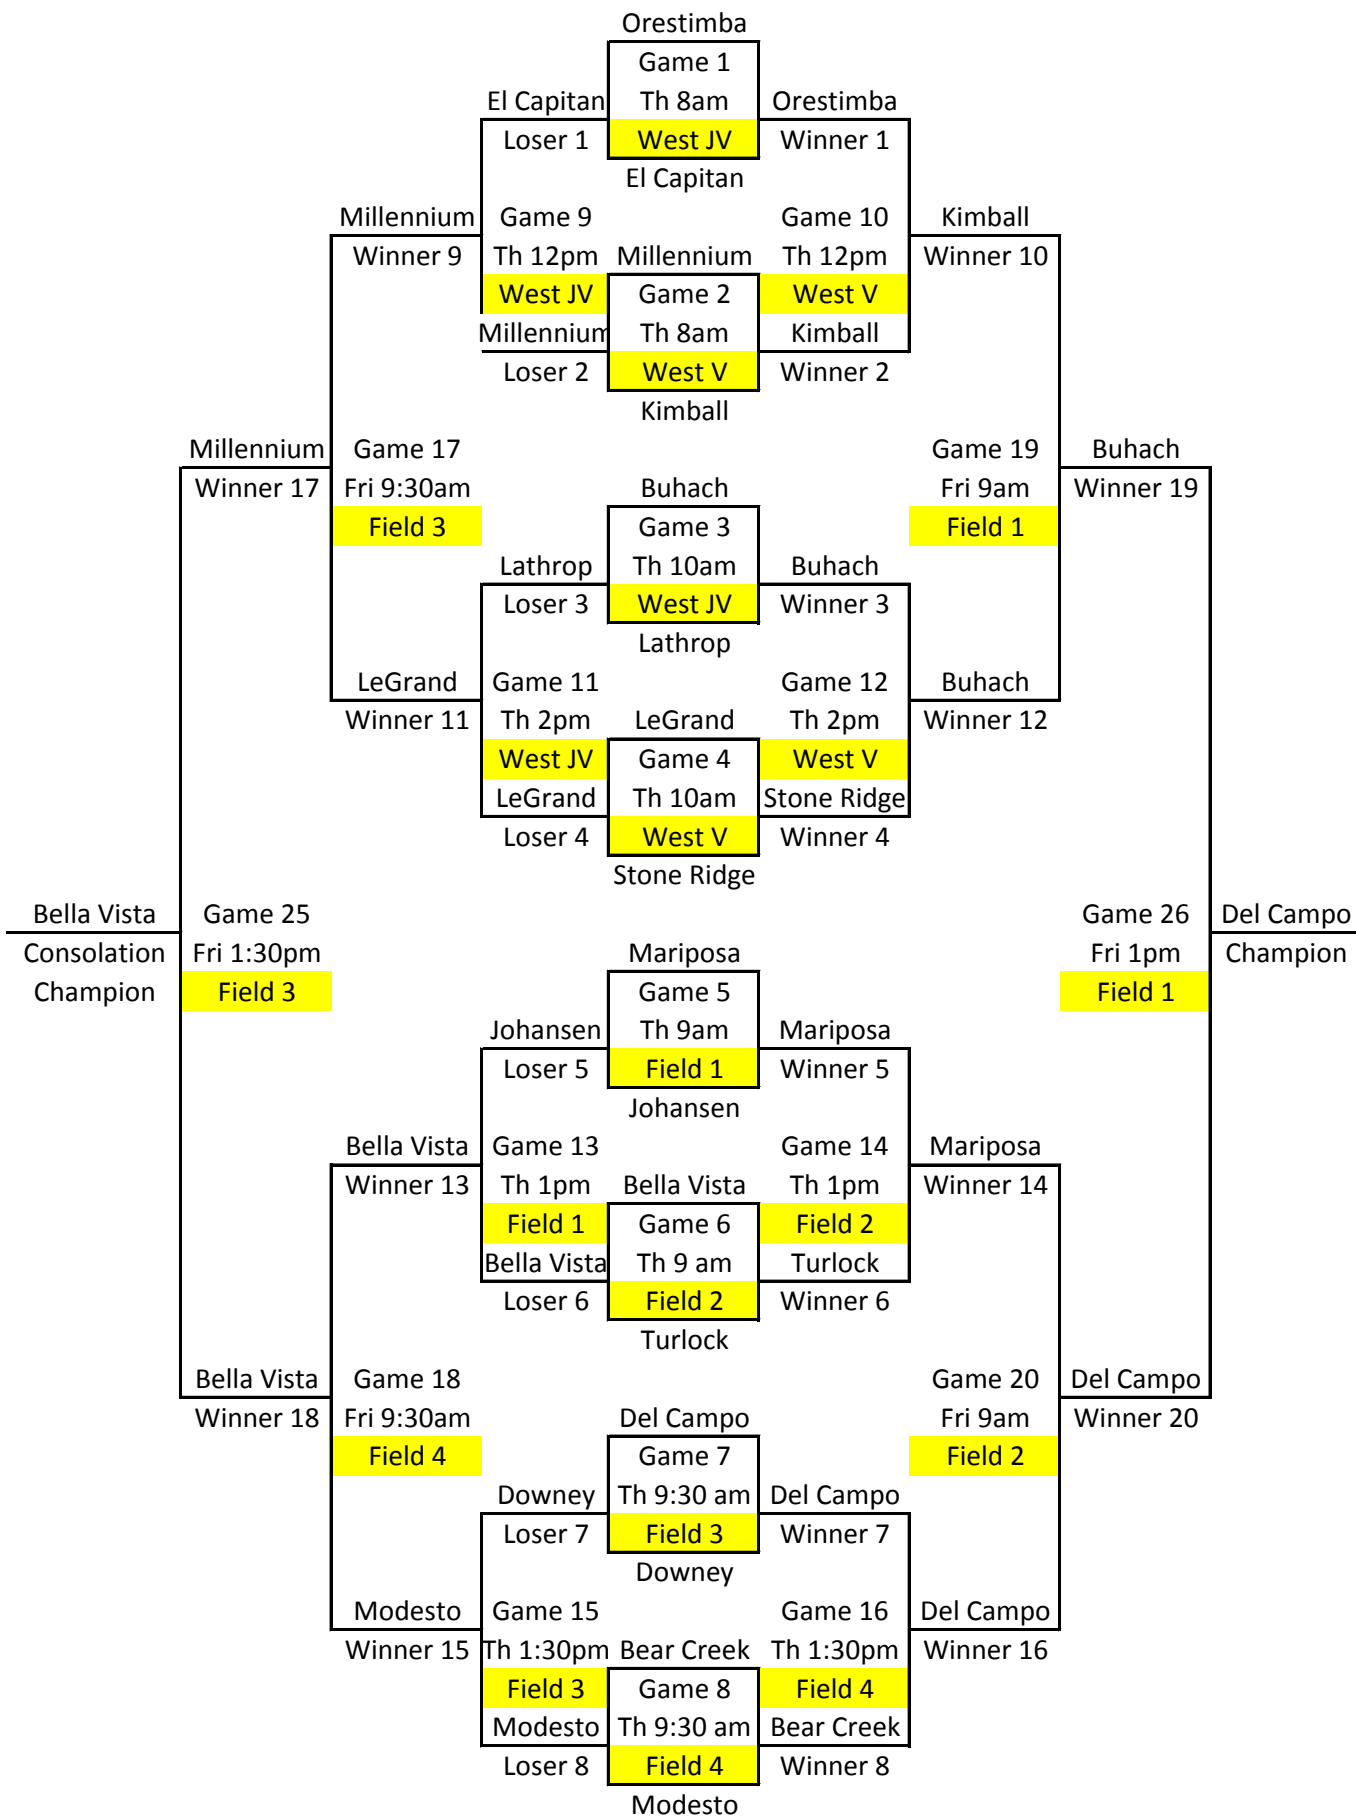 Orestimba
Game 1
El Capitan Th 8am Orestimba
Loser 1 West JV Winner 1
El Capitan
Millennium Game 9 Game 10 Kimball
Winner 9 Th 12pm Millennium Th 12pm Winner 10
West JV Game 2 West V
Millennium Th 8am Kimball
Loser 2 West V Winner 2
Kimball
Millennium Game 17 Game 19 Buhach
Winner 17 Fri 9:30am Buhach Fri 9am Winner 19
Field 3 Game 3 Field 1
Lathrop Th 10am Buhach
Loser 3 West JV Winner 3
Lathrop
LeGrand Game 11 Game 12 Buhach
Winner 11 Th 2pm LeGrand Th 2pm Winner 12
West JV Game 4 West V
LeGrand Th 10am Stone Ridge
Loser 4 West V Winner 4
Stone Ridge
Bella Vista Game 25 Game 26 Del Campo
Consolation Fri 1:30pm Mariposa Fri 1pm Champion
Champion Field 3 Game 5 Field 1
Johansen Th 9am Mariposa
Loser 5 Field 1 Winner 5
Johansen
Bella Vista Game 13 Game 14 Mariposa
Winner 13 Th 1pm Bella Vista Th 1pm Winner 14
Field 1 Game 6 Field 2
Bella Vista Th 9 am Turlock
Loser 6 Field 2 Winner 6
Turlock
Bella Vista Game 18 Game 20 Del Campo
Winner 18 Fri 9:30am Del Campo Fri 9am Winner 20
Field 4 Game 7 Field 2
Downey Th 9:30 am Del Campo
Loser 7 Field 3 Winner 7
Downey
Modesto Game 15 Game 16 Del Campo
Winner 15 Th 1:30pm Bear Creek Th 1:30pm Winner 16
Field 3 Game 8 Field 4
Modesto Th 9:30 am Bear Creek
Loser 8 Field 4 Winner 8
Modesto